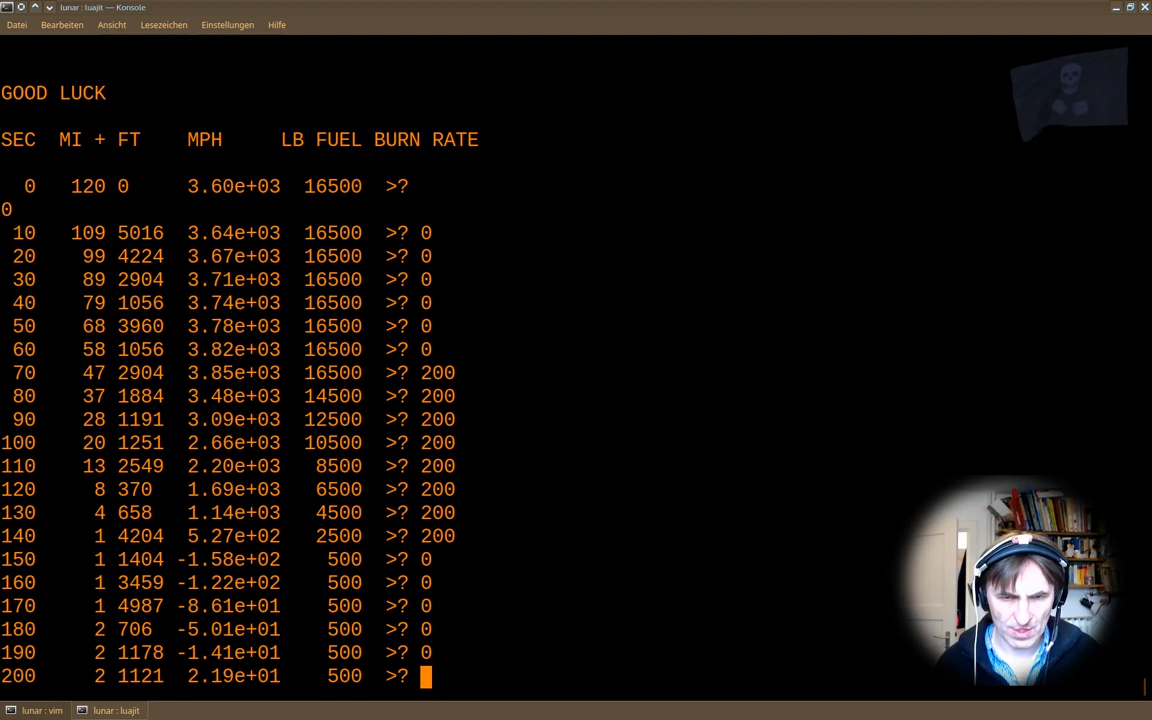 lunar : luajit — Konsole
Datei Bearbeiten Ansicht Lesezeichen Einstellungen Hilfe
GOOD LUCK
SEC MI + FT MPH LB FUEL BURN RATE
0 120 0 3.60e+03 16500 >?
0
10 109 5016 3.64e+03 16500 >? 0
20 99 4224 3.67e+03 16500 >? 0
30 89 2904 3.71e+03 16500 >? 0
40 79 1056 3.74e+03 16500 >? 0
50 68 3960 3.78e+03 16500 >? 0
60 58 1056 3.82e+03 16500 >? 0
70 47 2904 3.85e+03 16500 >? 200
80 37 1884 3.48e+03 14500 >? 200
90 28 1191 3.09e+03 12500 >? 200
100 20 1251 2.66e+03 10500 >? 200
110 13 2549 2.20e+03 8500 >? 200
120 8 370 1.69e+03 6500 >? 200
130 4 658 1.14e+03 4500 >? 200
140 1 4204 5.27e+02 2500 >? 200
150 1 1404 -1.58e+02 500 >? 0
160 1 3459 -1.22e+02 500 >? 0
170 1 4987 -8.61e+01 500 >? 0
180 2 706 -5.01e+01 500 >? 0
190 2 1178 -1.41e+01 500 >? 0
200 2 1121 2.19e+01 500 >?
lunar : vim lunar : luajit